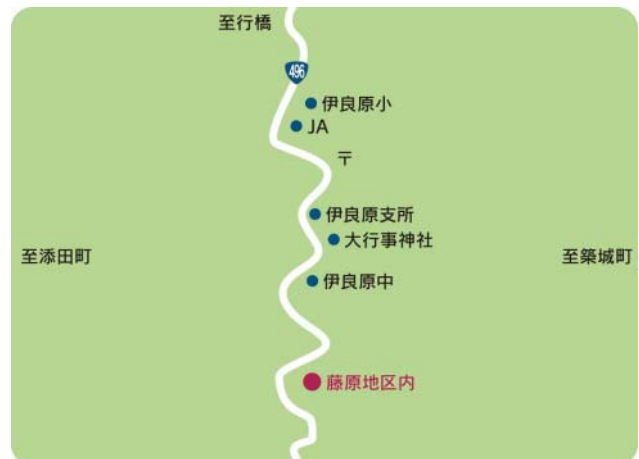 至行橋
496
伊良原小
JA
〒
伊良原支所
大行事神社
至添田町
至築城町
伊良原中
藤原地区内